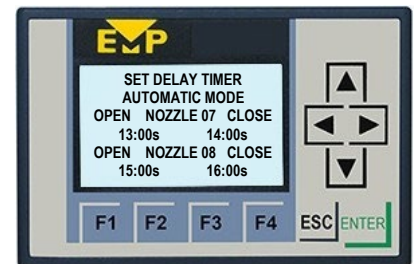 EMP
SET DELAY TIMER
AUTOMATIC MODE
OPEN NOZZLE 07 CLOSE
13:00s 14:00s
OPEN NOZZLE 08 CLOSE
15:00s 16:00s
F1 F2 F3 F4 ESC ENTER